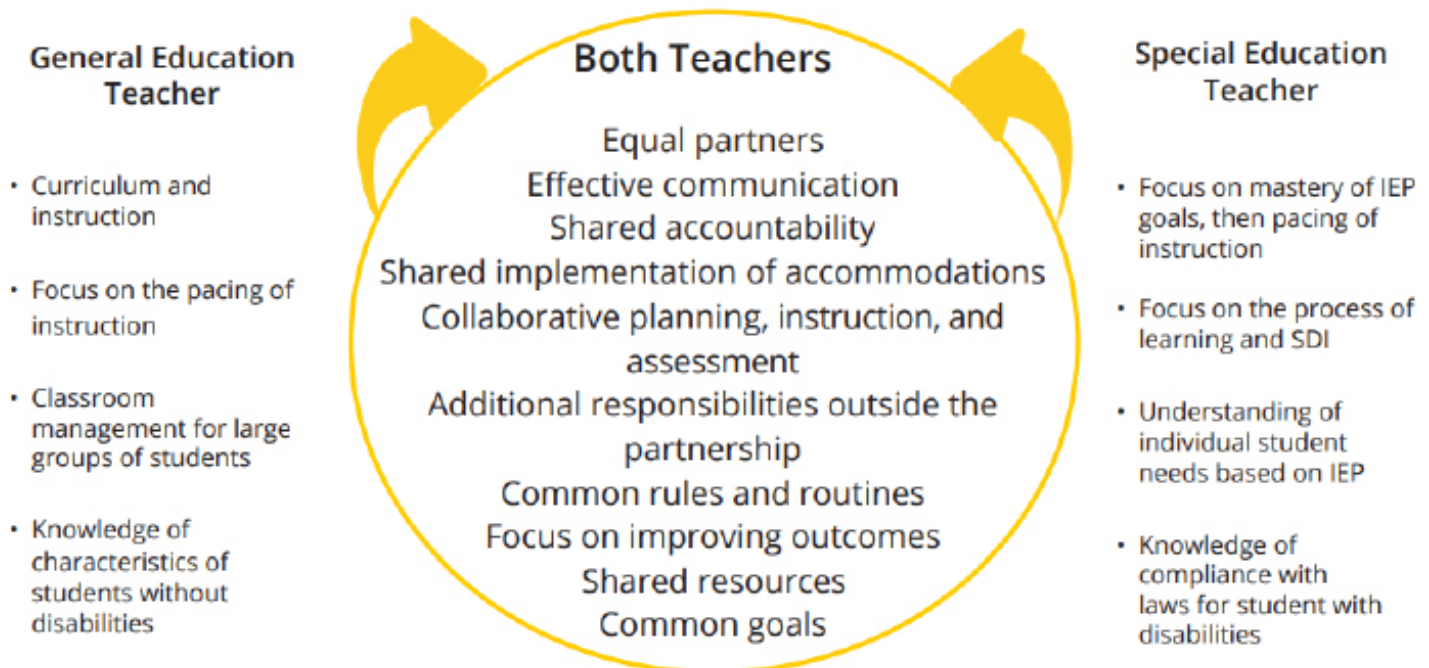 General Education
Teacher
• Curriculum and
instruction
• Focus on the pacing of
instruction
• Classroom
management for large
groups of students
• Knowledge of
characteristics of
students without
disabilities
Both Teachers
Equal partners
Effective communication
Shared accountability
Shared implementation of accommodations
Collaborative planning, instruction, and
assessment
Additional responsibilities outside the
partnership
Common rules and routines
Focus on improving outcomes
Shared resources
Common goals
Special Education
Teacher
• Focus on mastery of IEP
goals, then pacing of
instruction
• Focus on the process of
learning and SDI
• Understanding of
individual student
needs based on IEP
• Knowledge of
compliance with
laws for student with
disabilities